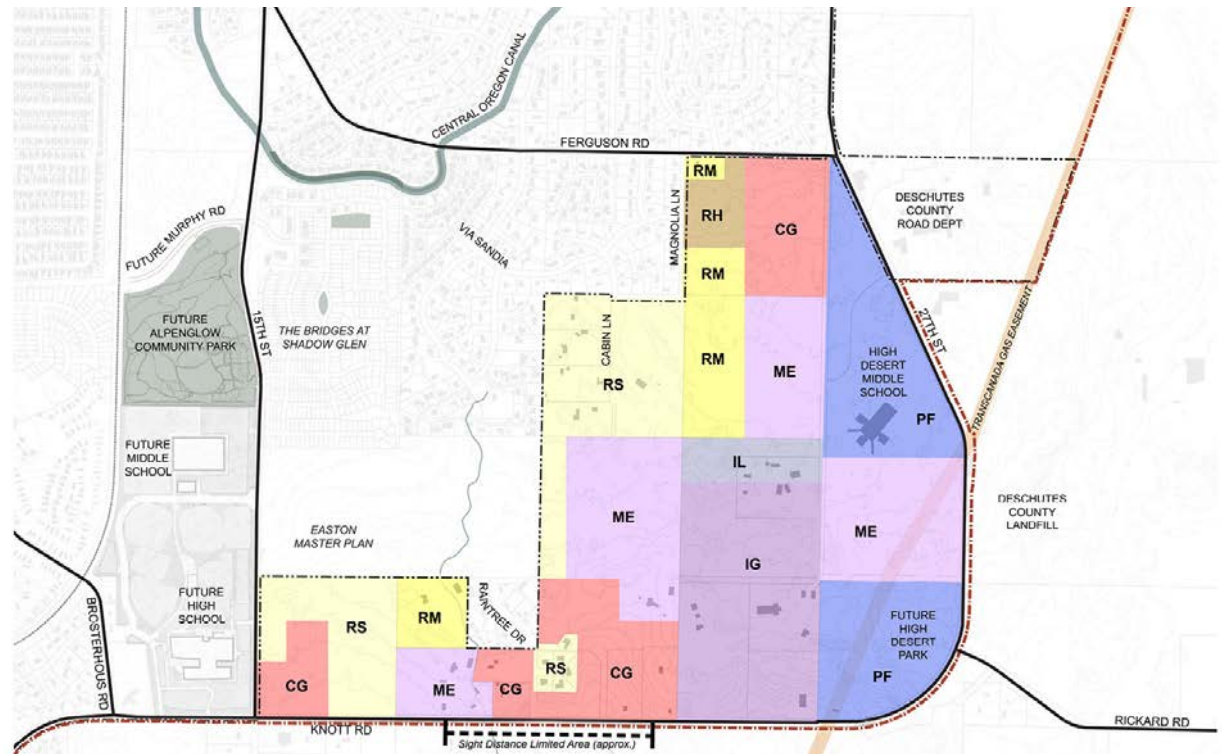 CENTRAL OREGON CANAL
FERGUSON RD
RM
DESCHUTES
COUNTY
ROAD DEPT
FUTURE MURPHY RD
VIA SANDIA
MAGNOLIA LN
RH
CG
RM
15TH ST
FUTURE
ALPENGLOW
COMMUNITY PARK
THE BRIDGES AT
SHADOW GLEN
CABIN LN
27TH ST
TRANSCANADA GAS EASEMENT
RS
RM
ME
HIGH
DESERT
MIDDLE
SCHOOL
PF
FUTURE
MIDDLE
SCHOOL
IL
DESCHUTES
COUNTY
LANDFILL
EASTON
MASTER PLAN
ME
ME
IG
BROSTERHOUS RD
FUTURE
HIGH
SCHOOL
RS
RM
RAINTREE DR
FUTURE HIGH
DESERT PARK
CG
ME
CG
RS
CG
PF
KNOTT RD
RICKARD RD
Sight Distance Limited Area (approx.)